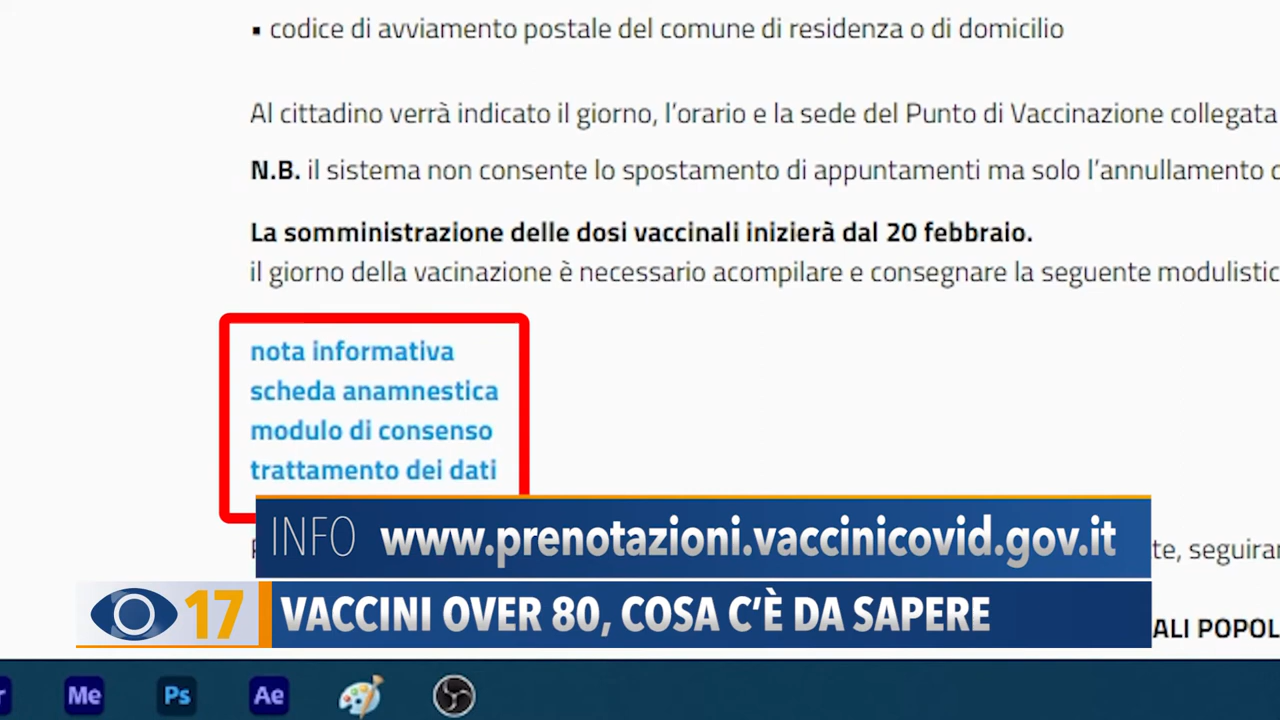 ▪ codice di avviamento postale del comune di residenza o di domicilio
Al cittadino verrà indicato il giorno, l'orario e la sede del Punto di Vaccinazione collegata
N.B. il sistema non consente lo spostamento di appuntamenti ma solo l'annullamento
La somministrazione delle dosi vaccinali inizierà dal 20 febbraio.
il giorno della vacinazione è necessario acompilare e consegnare la seguente modulistic
nota informativa
scheda anamnestica
modulo di consenso
trattamento dei dati
te, seguiran
INFO www.prenotazioni.vaccinicovid.gov.it
17 VACCINI OVER 80, COSA C'È DA SAPERE
ALI POPOL
Me Ps Ae